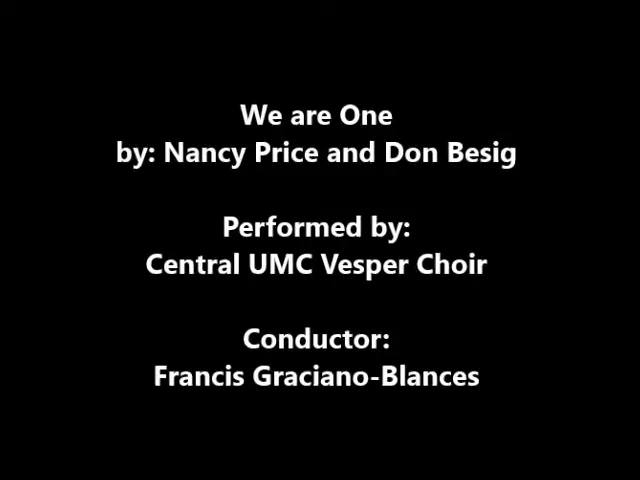 We are One
by: Nancy Price and Don Besig
Performed by:
Central UMC Vesper Choir
Conductor:
Francis Graciano-Blances